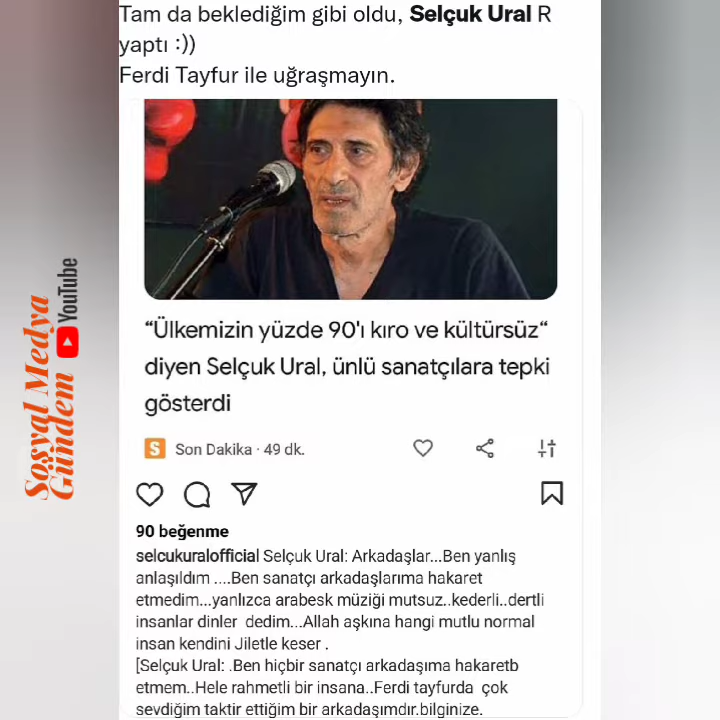 Tam da beklediğim gibi oldu, Selçuk Ural R
yaptı :))
Ferdi Tayfur ile uğraşmayın.
“Ülkemizin yüzde 90'ı kıro ve kültürsüz“
diyen Selçuk Ural, ünlü sanatçılara tepki
gösterdi
S Son Dakika · 49 dk.
90 beğenme
selcukuralofficial Selçuk Ural: Arkadaşlar...Ben yanlış
anlaşıldım ....Ben sanatçı arkadaşlarıma hakaret
etmedim...yanlızca arabesk müziği mutsuz..kederli..dertli
insanlar dinler dedim...Allah aşkına hangi mutlu normal
insan kendini Jiletle keser .
[Selçuk Ural: .Ben hiçbir sanatçı arkadaşıma hakaretb
etmem..Hele rahmetli bir insana..Ferdi tayfurda çok
sevdiğim taktir ettiğim bir arkadaşımdır.bilginize.
Sosyal Medya
Gündem
YouTube